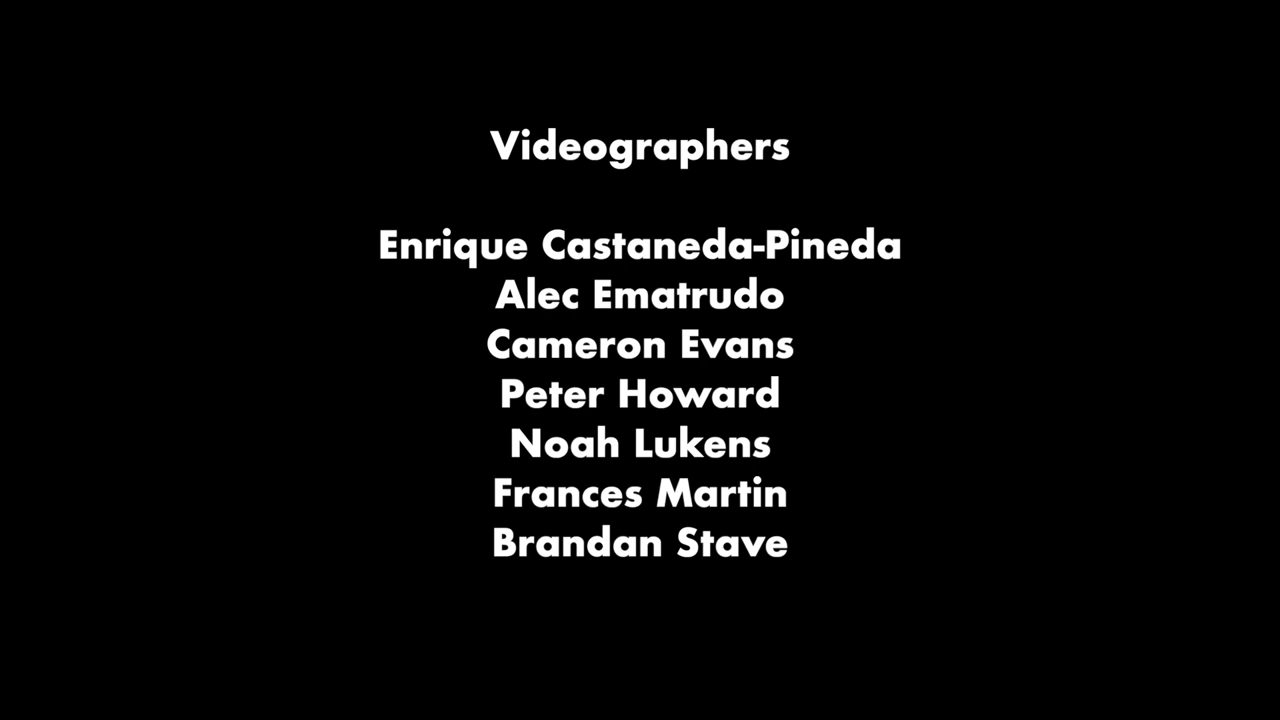 Videographers
Enrique Castaneda-Pineda
Alec Ematrudo
Cameron Evans
Peter Howard
Noah Lukens
Frances Martin
Brandan Stave